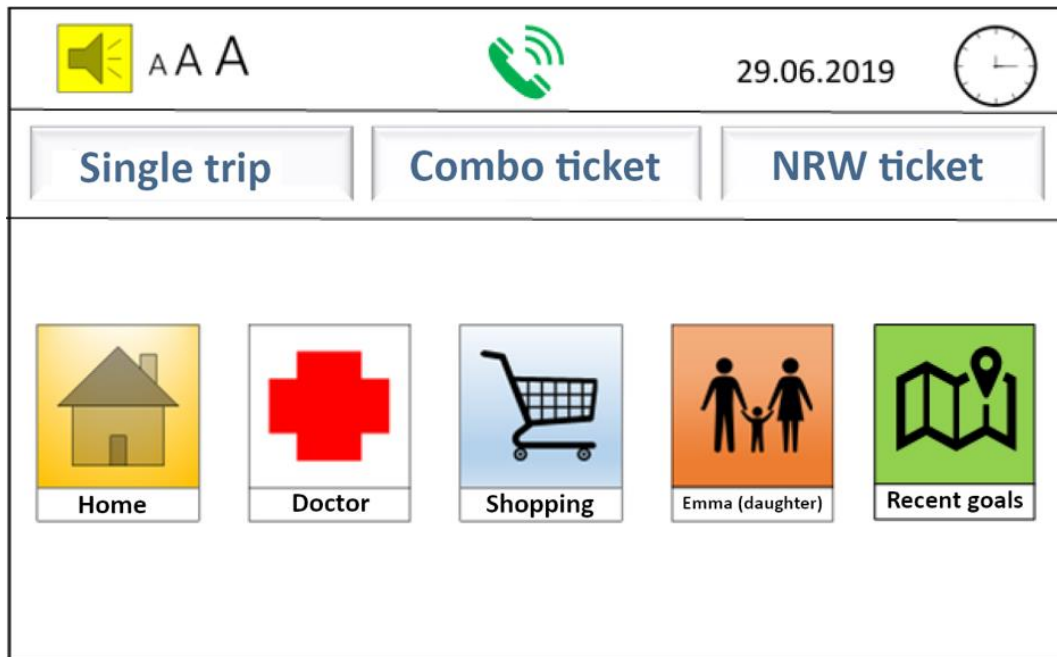 A A A
29.06.2019
Single trip
Combo ticket
NRW ticket
Home
Doctor
Shopping
Emma (daughter)
Recent goals